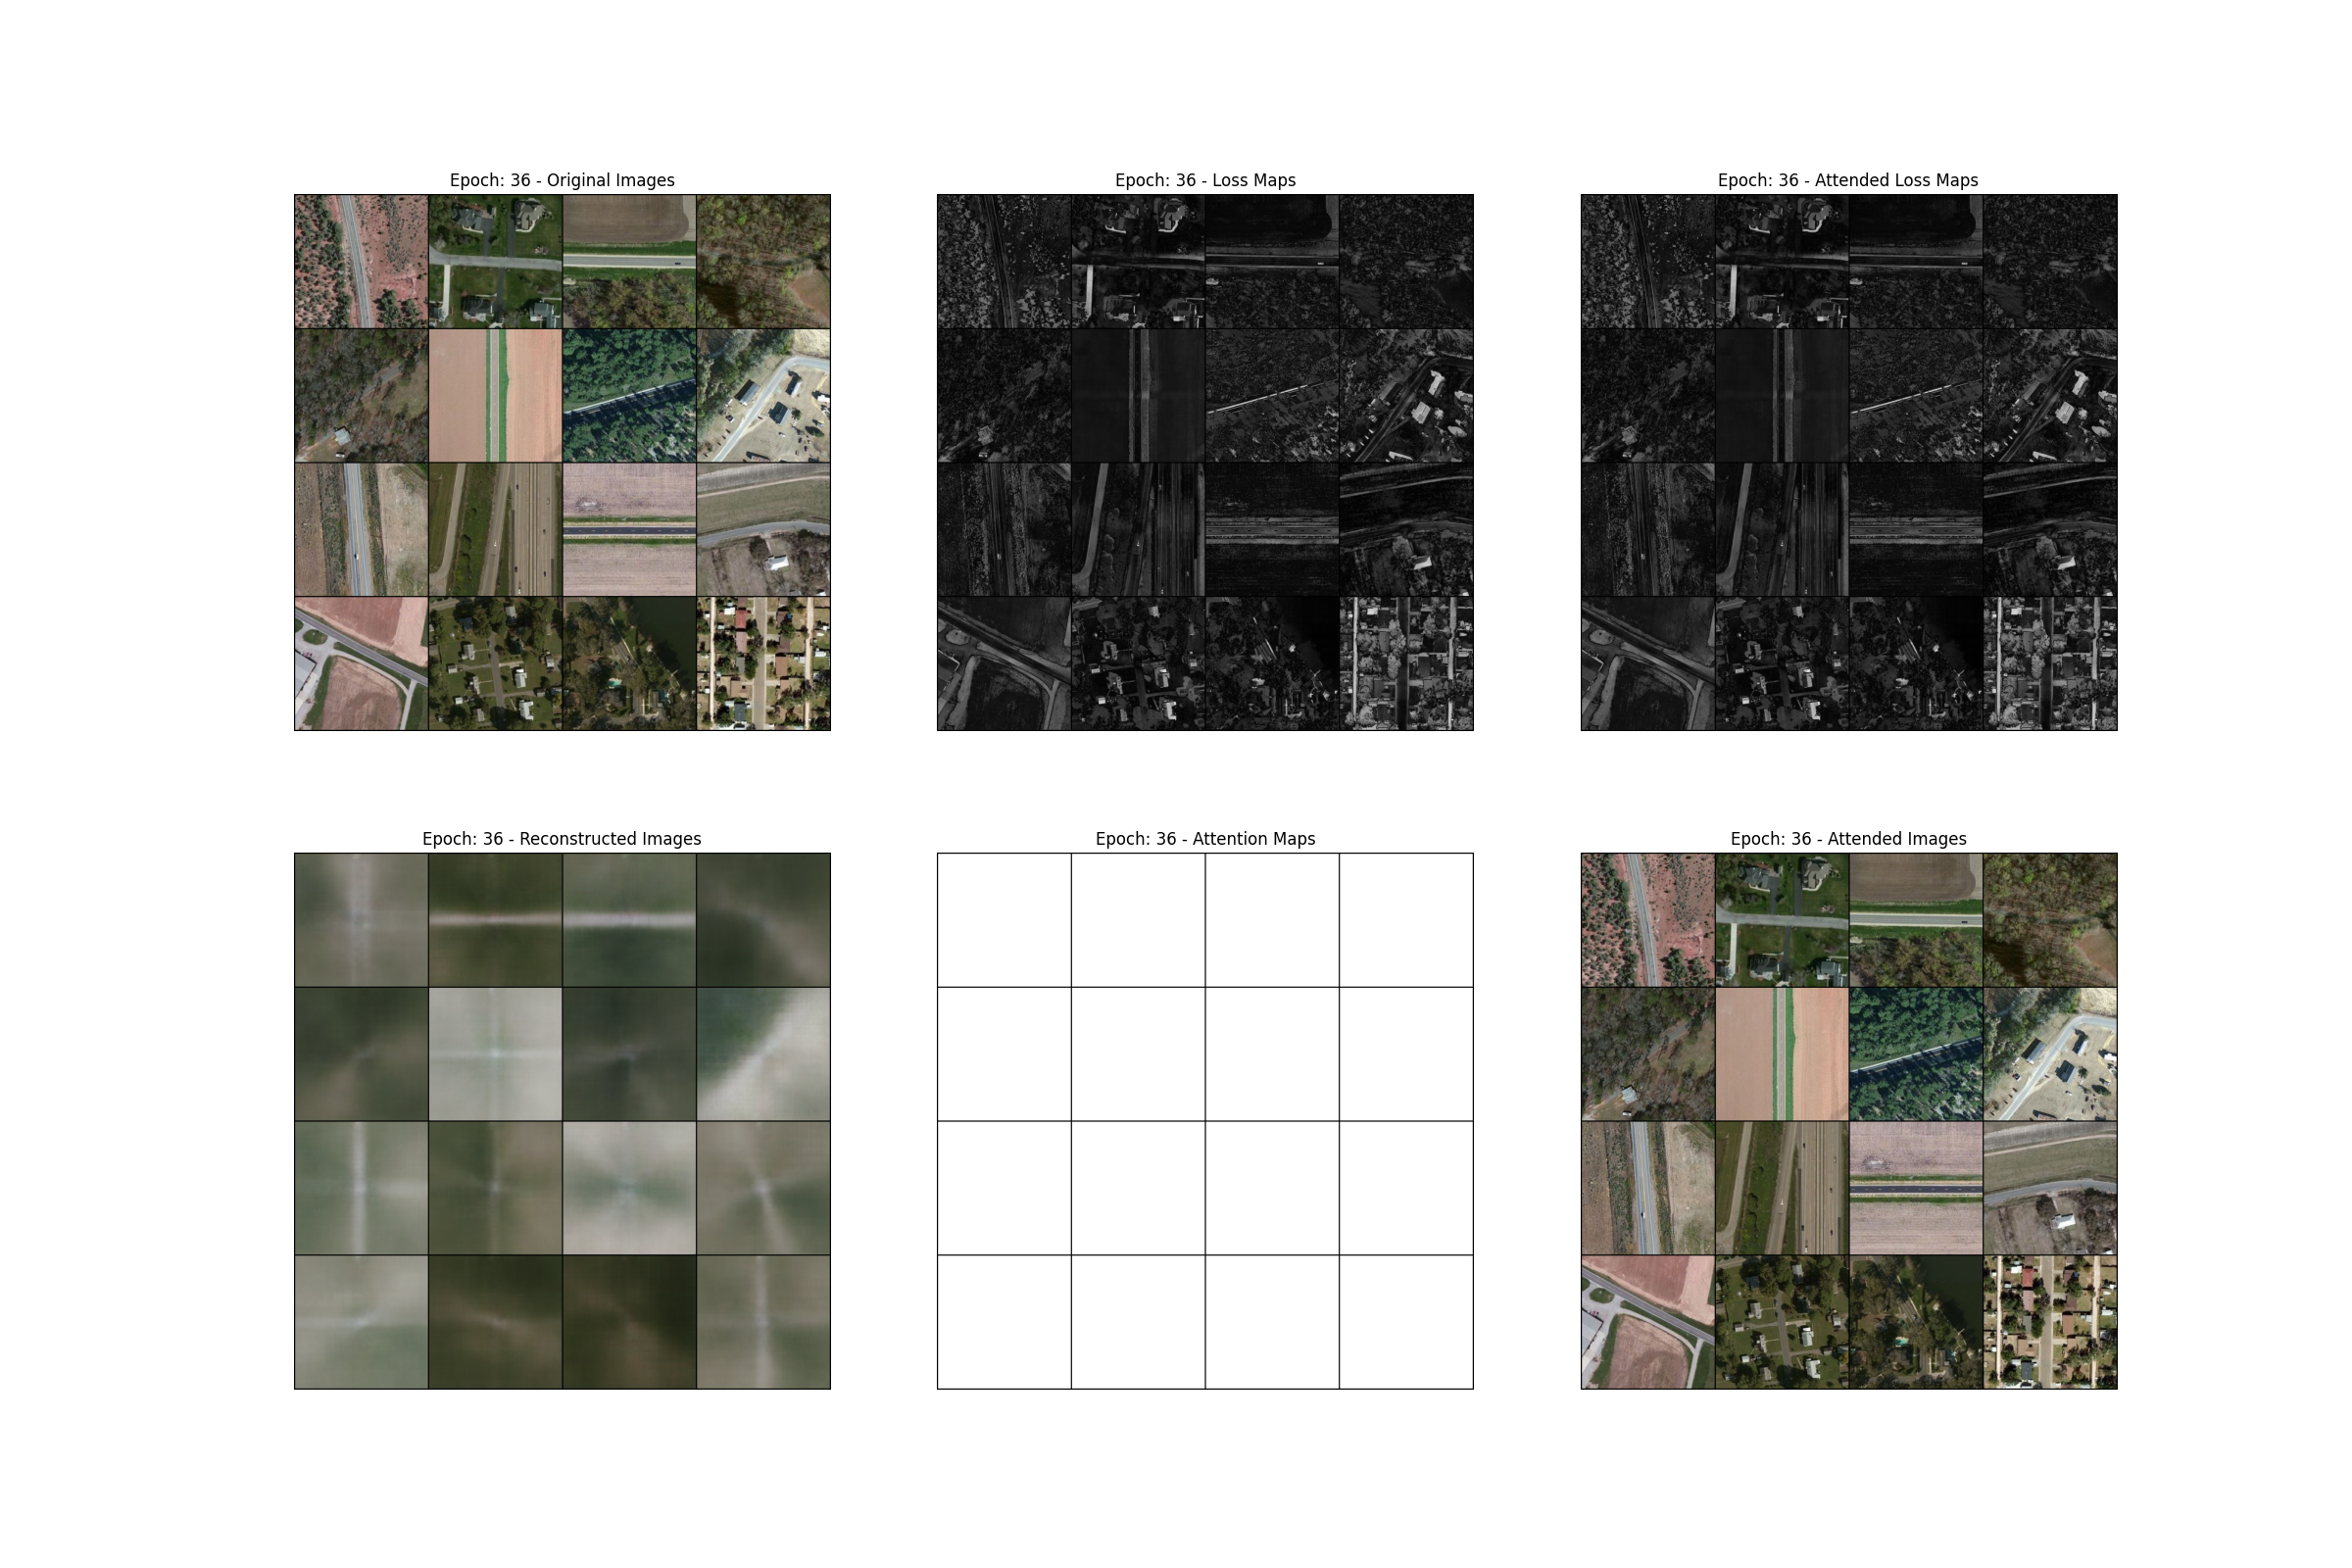 Epoch: 36 - Original Images
Epoch: 36 - Loss Maps
Epoch: 36 - Attended Loss Maps
Epoch: 36 - Reconstructed Images
Epoch: 36 - Attention Maps
Epoch: 36 - Attended Images